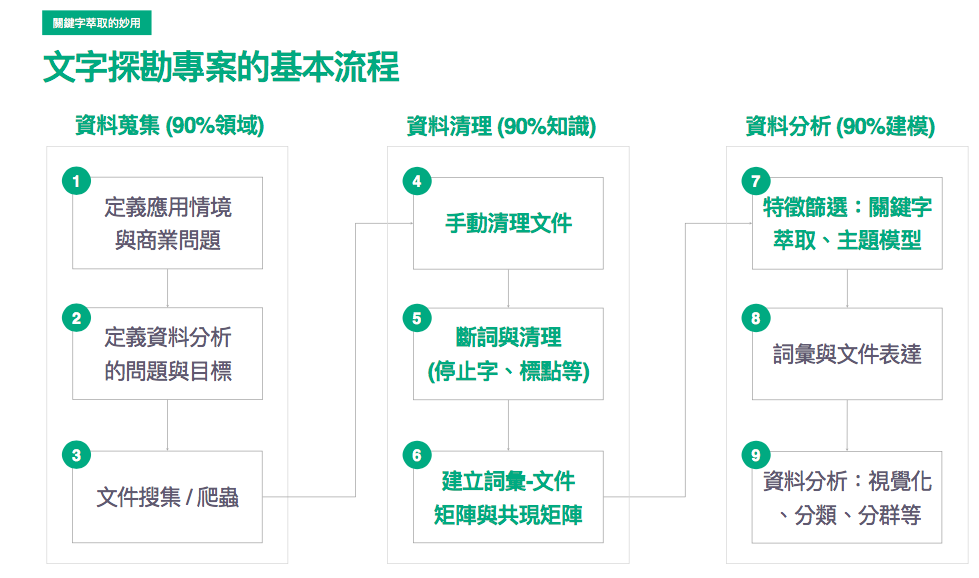 關鍵字萃取的妙用
文字探勘專案的基本流程
資料蒐集 (90%領域)
1
定義應用情境
與商業問題
2
定義資料分析
的問題與目標
3
文件搜集 / 爬蟲
資料清理 (90%知識)
4
手動清理文件
5
斷詞與清理
(停止字、標點等)
6
建立詞彙-文件
矩陣與共現矩陣
資料分析 (90%建模)
7
特徵篩選：關鍵字
萃取、主題模型
8
詞彙與文件表達
9
資料分析：視覺化
、分類、分群等